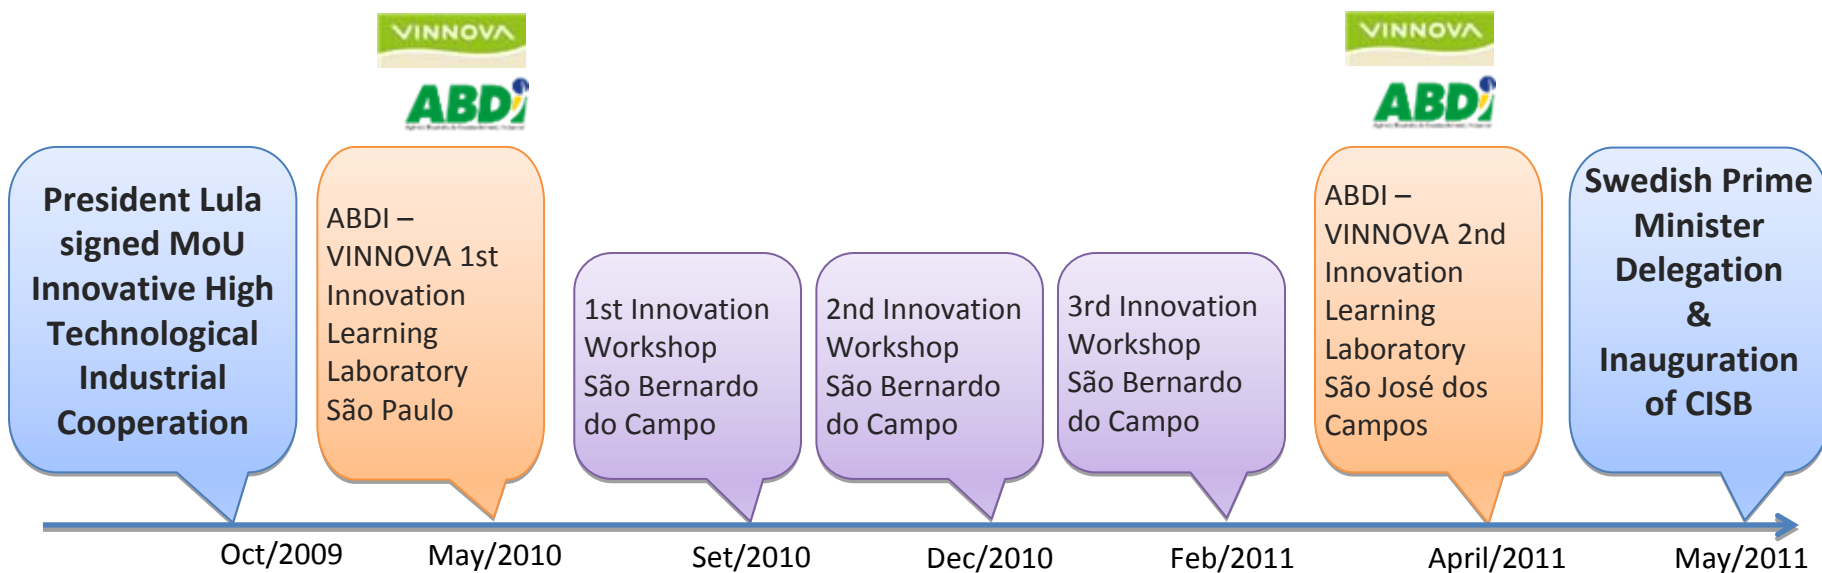 VINNOVA
ABDi
VINNOVA
ABDi
President Lula
signed MoU
Innovative High
Technological
Industrial
Cooperation
ABDI –
VINNOVA 1st
Innovation
Learning
Laboratory
São Paulo
1st Innovation
Workshop
São Bernardo
do Campo
2nd Innovation
Workshop
São Bernardo
do Campo
3rd Innovation
Workshop
São Bernardo
do Campo
ABDI –
VINNOVA 2nd
Innovation
Learning
Laboratory
São José dos
Campos
Swedish Prime
Minister
Delegation
&
Inauguration
of CISB
Oct/2009
May/2010
Set/2010
Dec/2010
Feb/2011
April/2011
May/2011